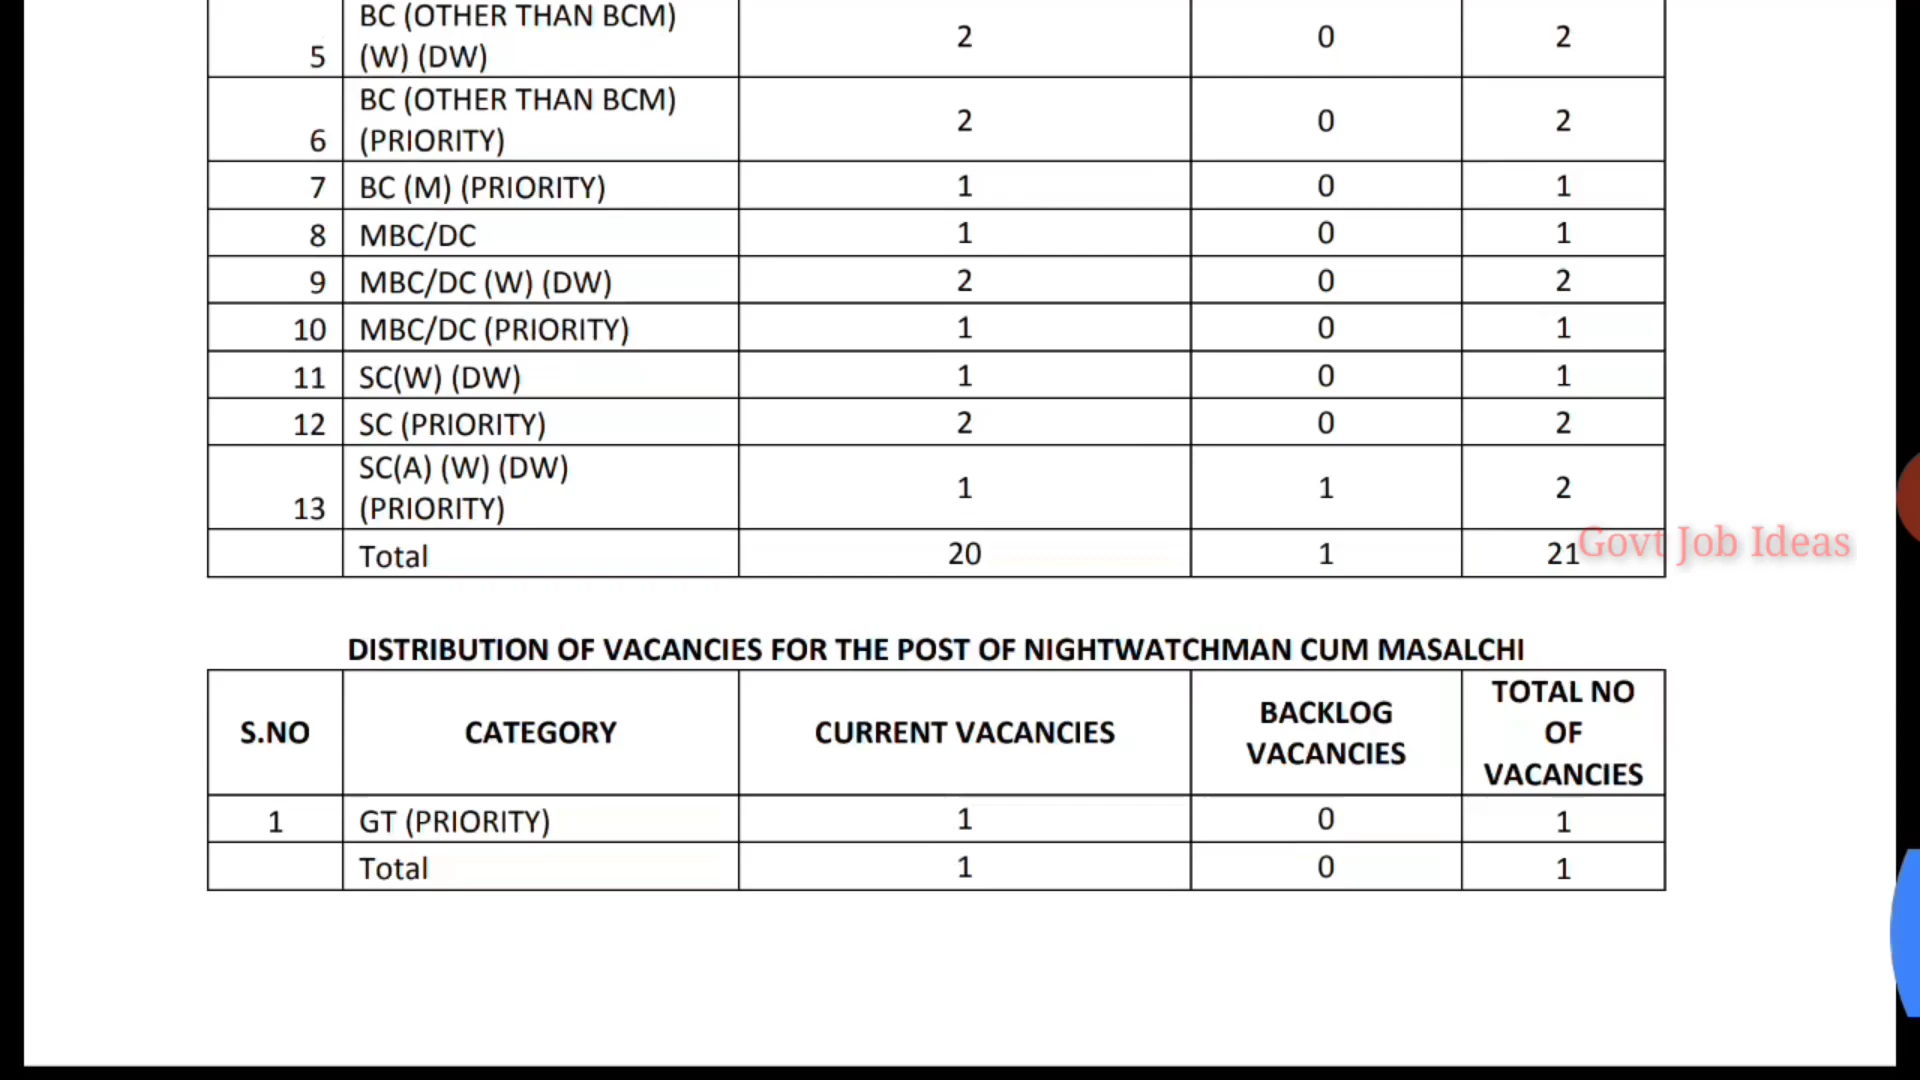 BC (OTHER THAN BCM)
5 (W) (DW) 2 0 2
BC (OTHER THAN BCM)
6 (PRIORITY) 2 0 2
7 BC (M) (PRIORITY) 1 0 1
8 MBC/DC 1 0 1
9 MBC/DC (W) (DW) 2 0 2
10 MBC/DC (PRIORITY) 1 0 1
11 SC(W) (DW) 1 0 1
12 SC (PRIORITY) 2 0 2
SC(A) (W) (DW)
13 (PRIORITY) 1 1 2
Total 20 1 21
Govt Job Ideas
DISTRIBUTION OF VACANCIES FOR THE POST OF NIGHTWATCHMAN CUM MASALCHI
S.NO CATEGORY CURRENT VACANCIES BACKLOG VACANCIES TOTAL NO OF VACANCIES
1 GT (PRIORITY) 1 0 1
Total 1 0 1